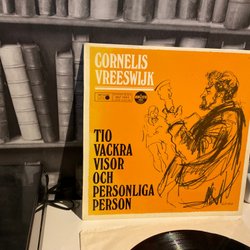 CORNELIS
VREESWIJK
TIO
VACKRA
VISOR
OCH
PERSONLIGA
PERSON